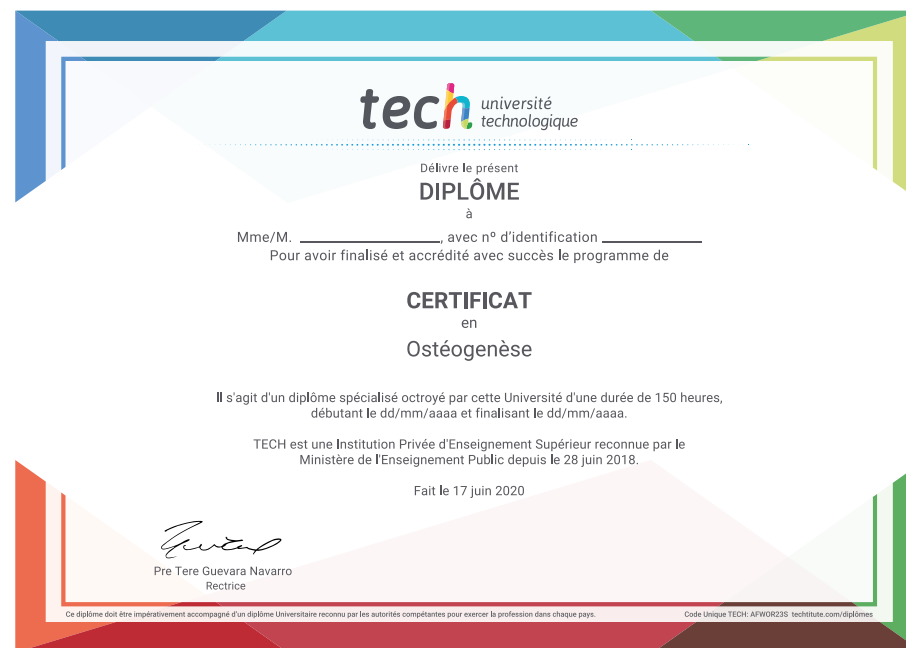 tech université
technologique
Délivre le présent
DIPLÔME
à
Mme/M. ____________________, avec nº d'identification ______________
Pour avoir finalisé et accrédité avec succès le programme de
CERTIFICAT
en
Ostéogenèse
Il s'agit d'un diplôme spécialisé octroyé par cette Université d'une durée de 150 heures,
débutant le dd/mm/aaaa et finalisant le dd/mm/aaaa.
TECH est une Institution Privée d'Enseignement Supérieur reconnue par le
Ministère de l'Enseignement Public depuis le 28 juin 2018.
Fait le 17 juin 2020
Pre Tere Guevara Navarro
Rectrice
Ce diplôme doit être impérativement accompagné d'un diplôme Universitaire reconnu par les autorités compétentes pour exercer la profession dans chaque pays.
Code Unique TECH: AFWOR23S techtitute.com/diplômes